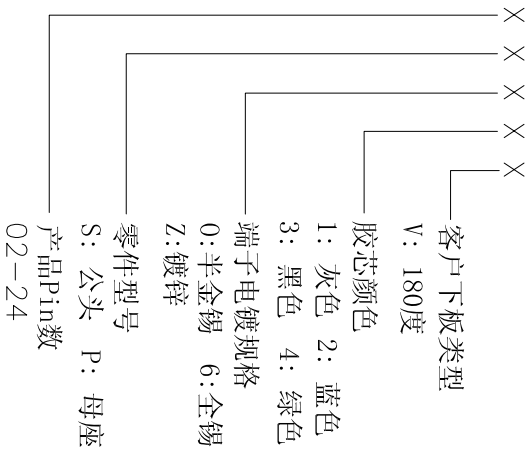 X X X X X
客户下板类型
V: 180度
胶芯颜色
1: 灰色 2: 蓝色
3: 黑色 4: 绿色
端子电镀规格
0:半金锡 6:全锡
Z:镀锌
零件型号
S: 公头 P: 母座
产品Pin数
02-24